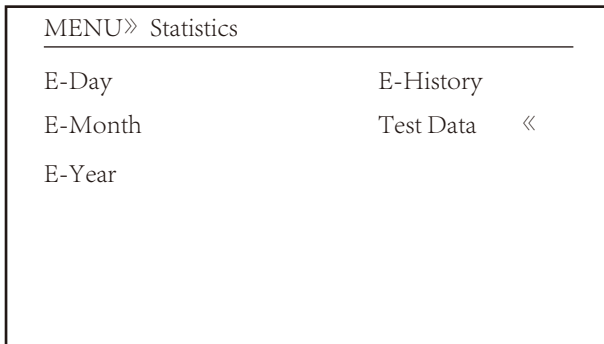 MENU» Statistics
E-Day E-History
E-Month Test Data «
E-Year